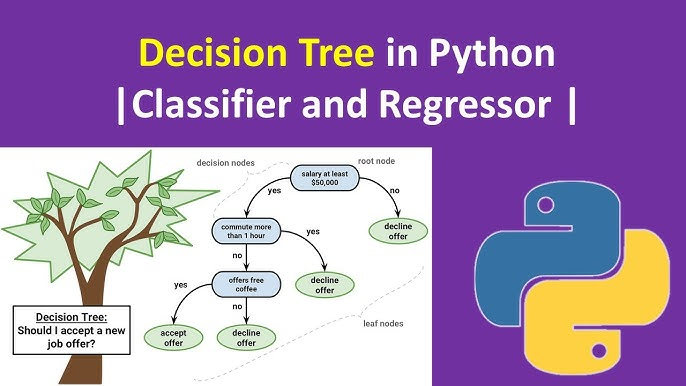 Decision Tree in Python
|Classifier and Regressor |
decision nodes
root node
salary at least
$50,000
yes
no
commute more
than 1 hour
decline
offer
yes
no
offers free
coffee
decline
offer
yes
no
accept
offer
decline
offer
leaf nodes
Decision Tree:
Should I accept a new
job offer?